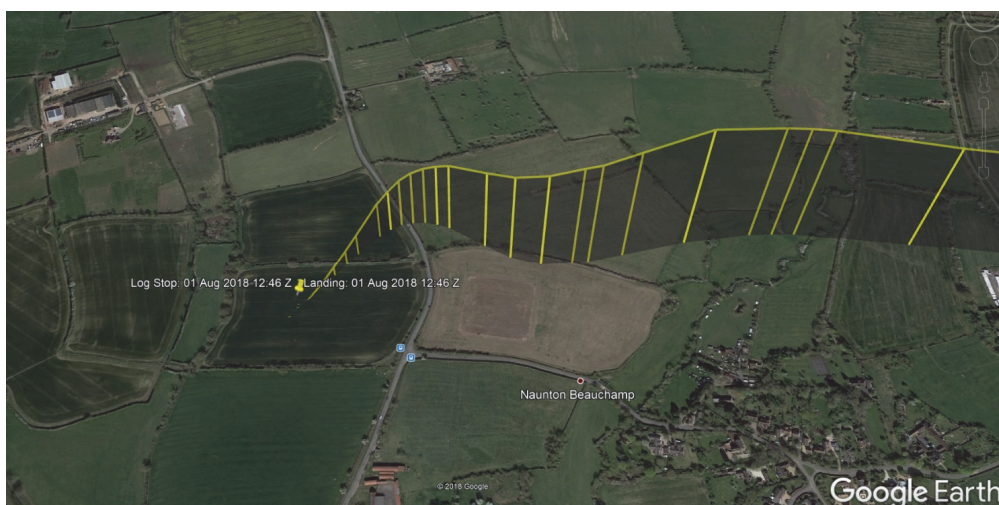 Log Stop: 01 Aug 2018 12.46 Z Landing: 01 Aug 2018 12.46 Z
Naunton Beauchamp
© 2018 Google
Google Earth